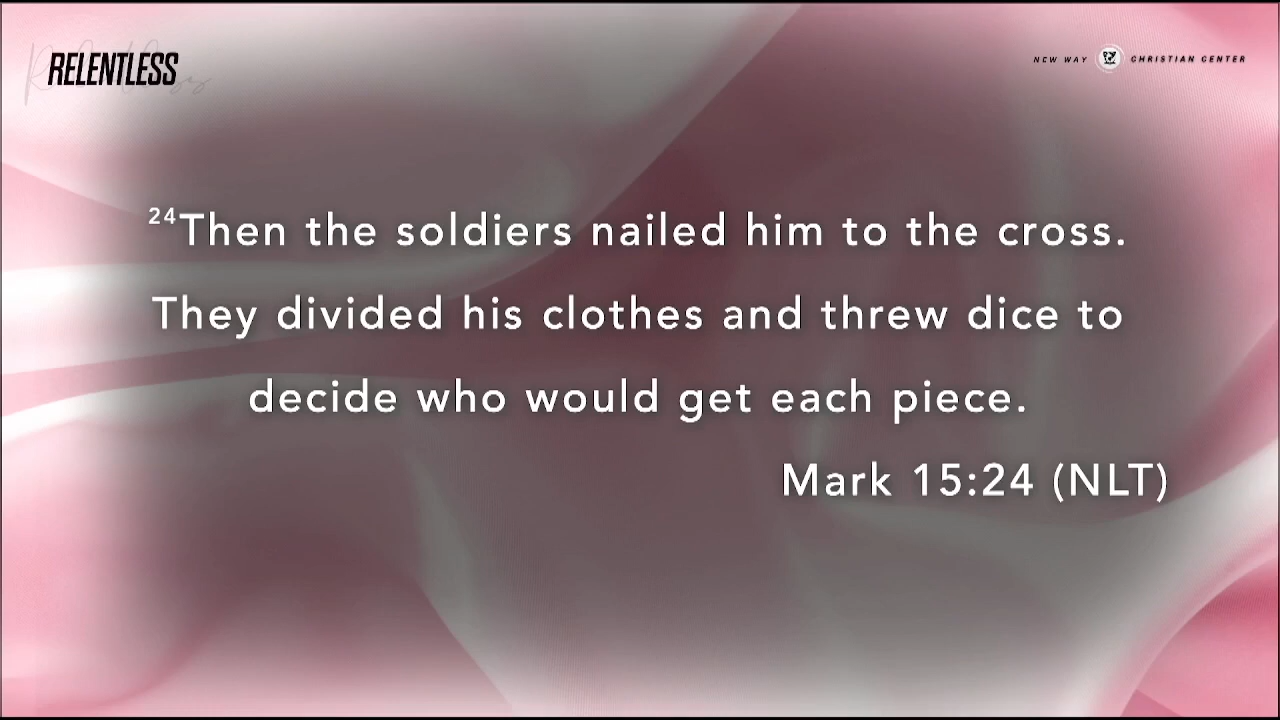 RELENTLESS
NEW WAY CHRISTIAN CENTER
24Then the soldiers nailed him to the cross.
They divided his clothes and threw dice to
decide who would get each piece.
Mark 15:24 (NLT)